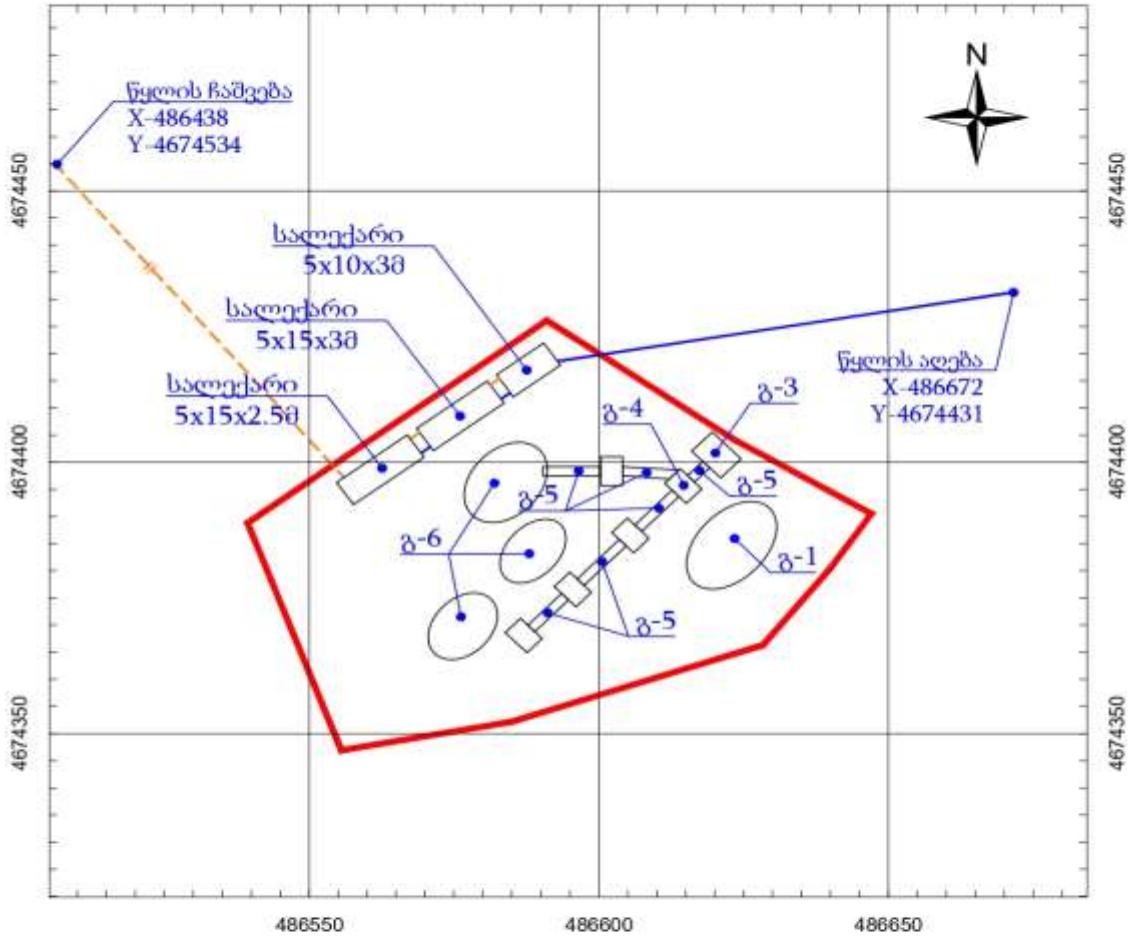 N
წყლის ჩაშვება
X-486438
Y-4674534
4674450
4674450
სალექარი
5x10x3მ
სალექარი
5x15x3მ
წყლის აღება
X-486672
Y-4674431
სალექარი
5x15x2.5მ
გ-3
გ-4
4674400
4674400
გ-5
გ-5
გ-6
გ-1
გ-5
4674350
4674350
486550
486600
486650